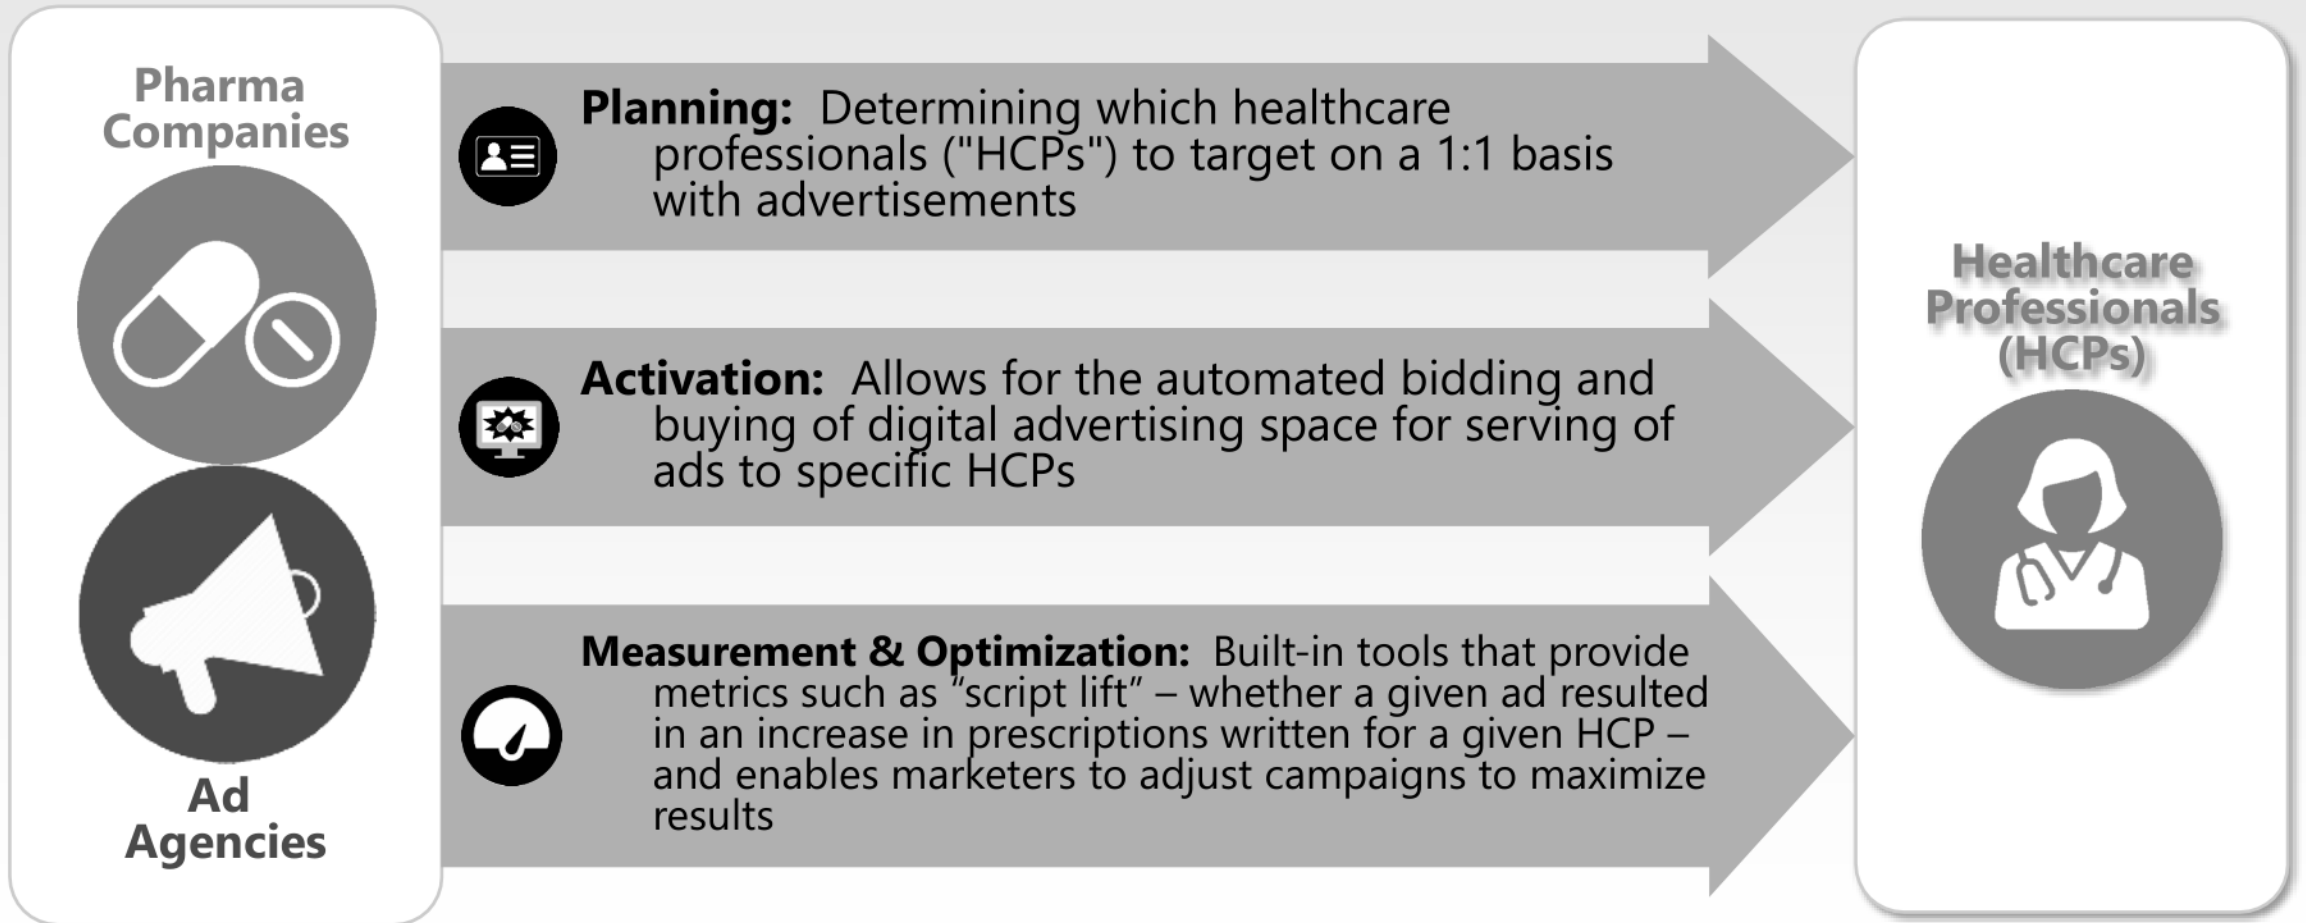 Pharma
Companies
Ad
Agencies
Planning: Determining which healthcare
professionals ("HCPs") to target on a 1:1 basis
with advertisements
Activation: Allows for the automated bidding and
buying of digital advertising space for serving of
ads to specific HCPs
Measurement & Optimization: Built-in tools that provide
metrics such as “script lift” – whether a given ad resulted
in an increase in prescriptions written for a given HCP –
and enables marketers to adjust campaigns to maximize
results
Healthcare
Professionals
(HCPs)